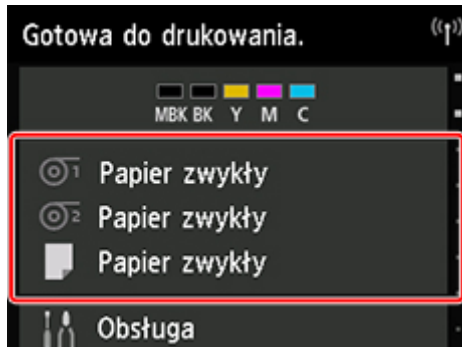 Gotowa do drukowania.
MBK BK Y M C
1 Papier zwykły
2 Papier zwykły
Papier zwykły
Obsługa